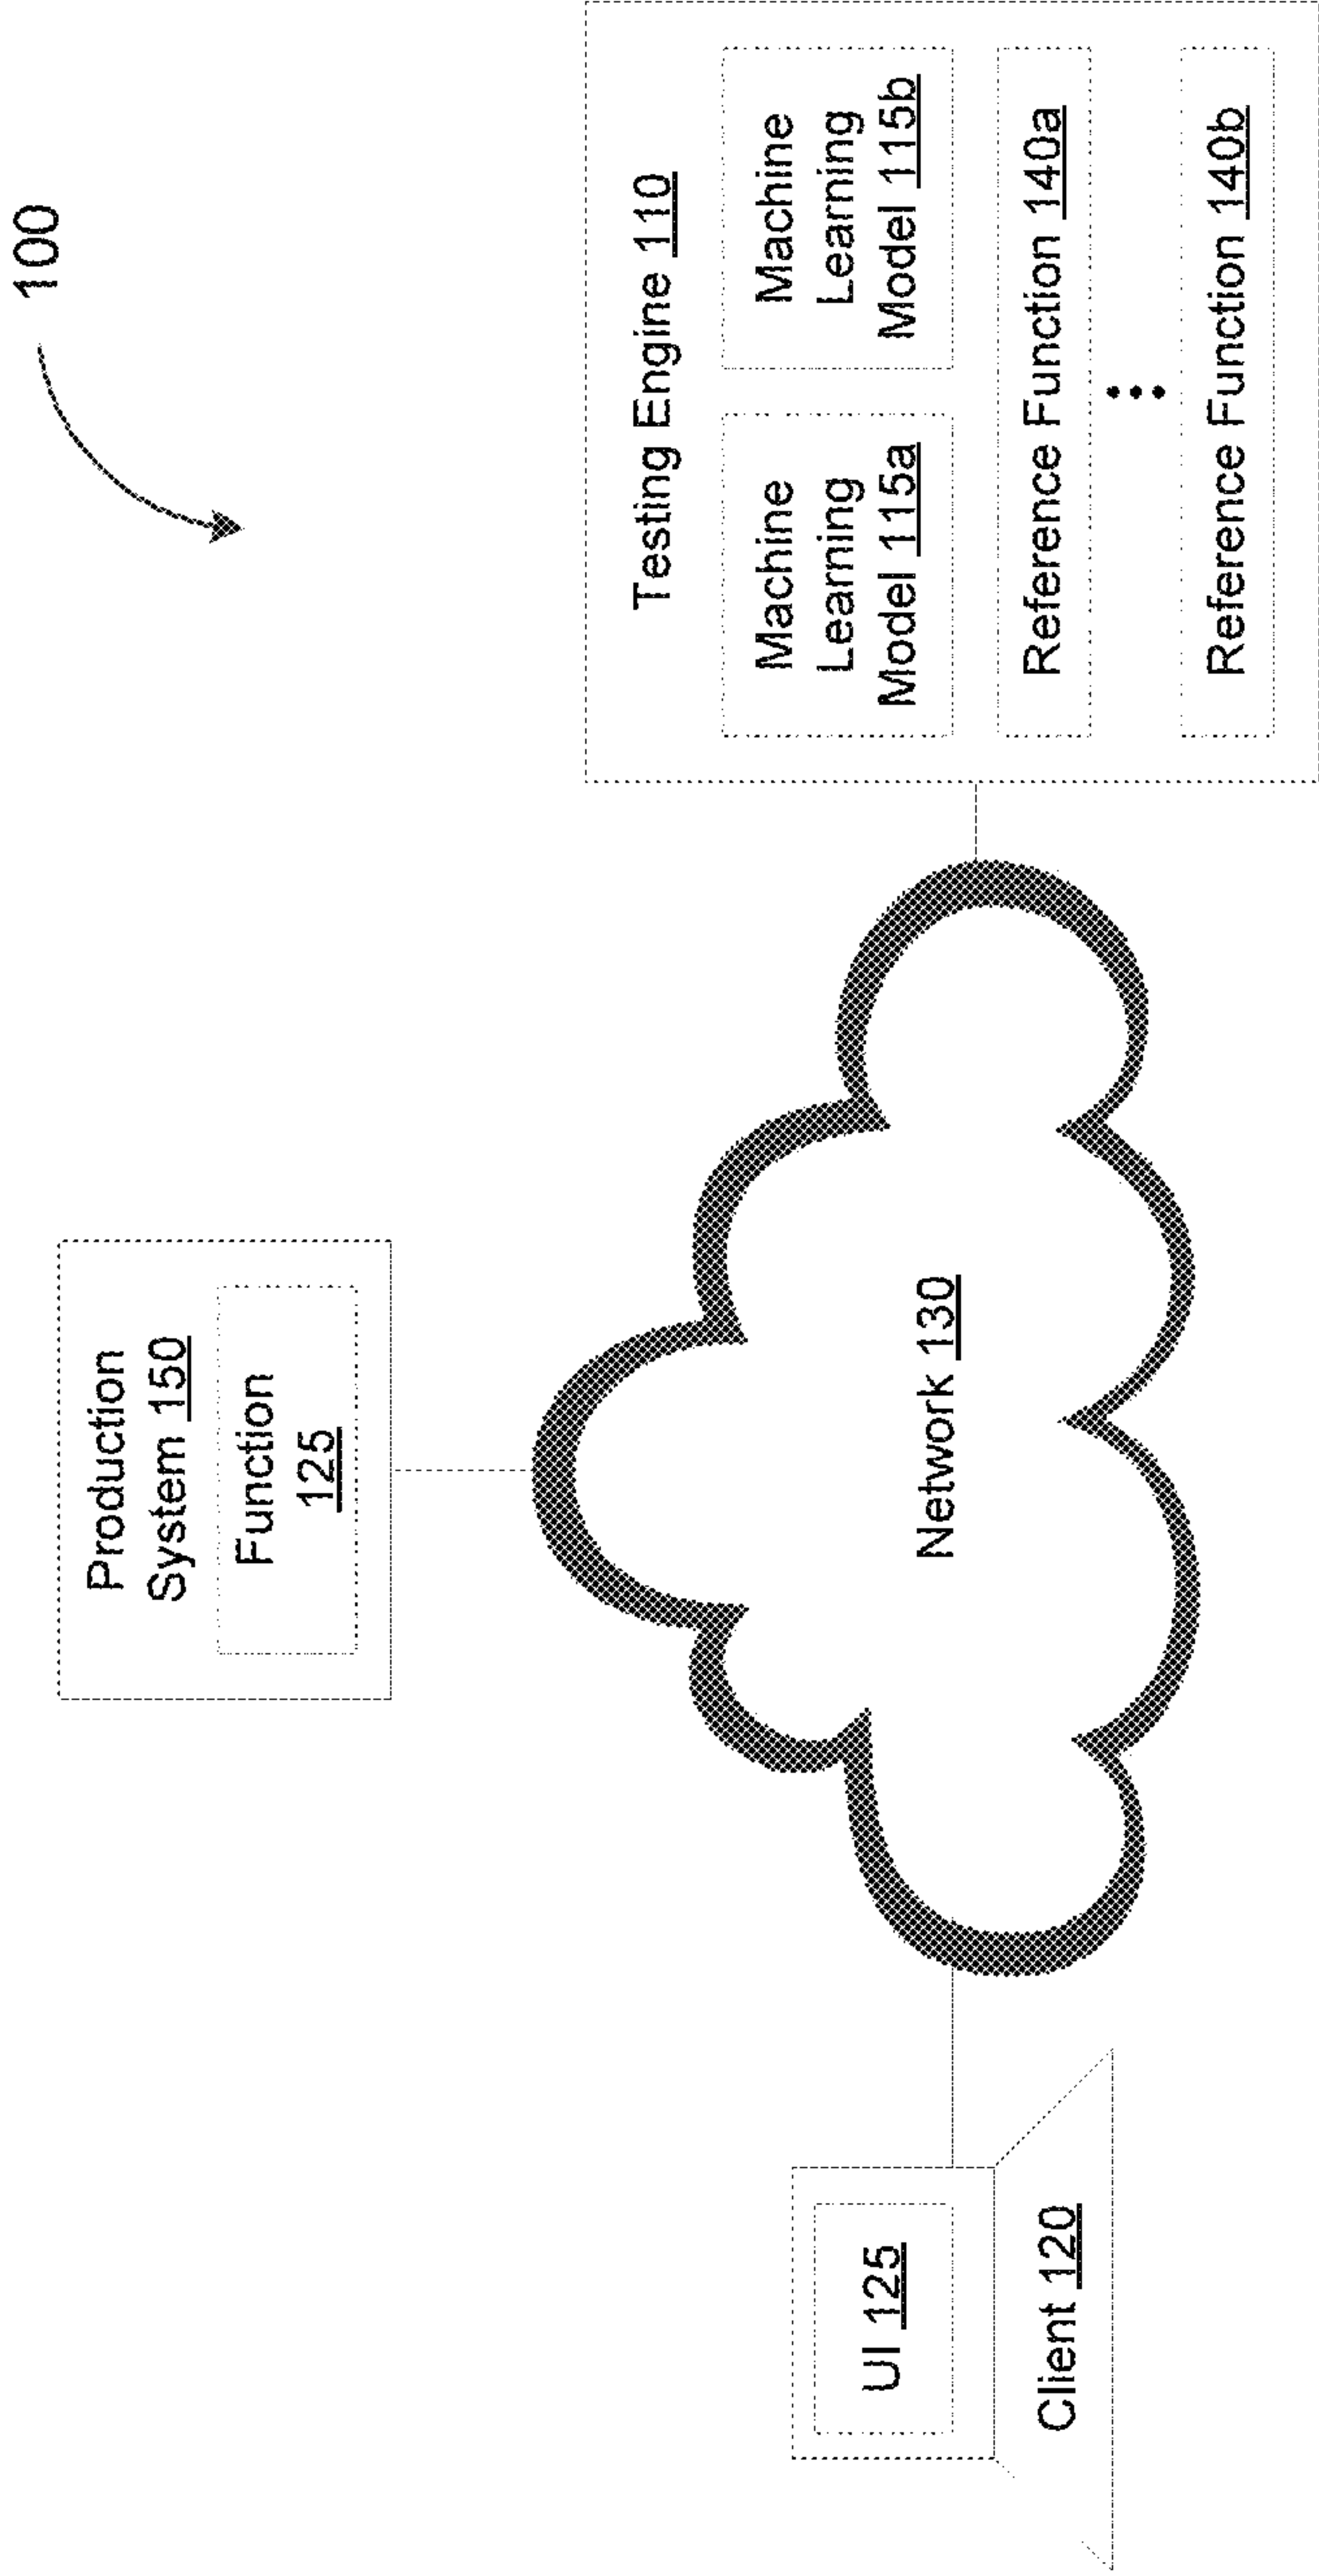 100
Production
System 150
Function
125
Testing Engine 110
Machine
Learning
Model 115a
Machine
Learning
Model 115b
Reference Function 140a
Reference Function 140b
Network 130
UI 125
Client 120